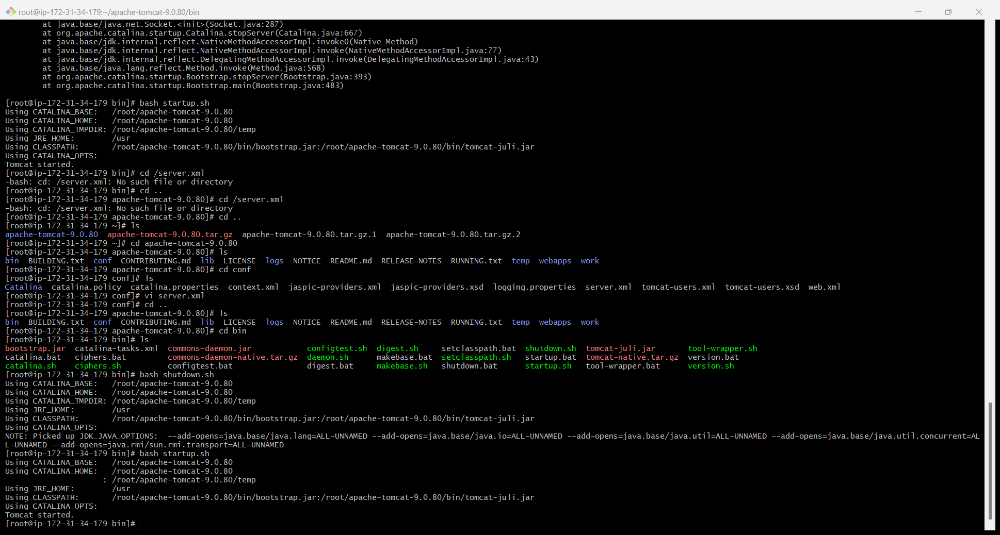 root@ip-172-31-34-179:~/apache-tomcat-9.0.80/bin
        at java.base/java.net.Socket.<init>(Socket.java:287)
        at org.apache.catalina.startup.Catalina.stopServer(Catalina.java:667)
        at java.base/jdk.internal.reflect.NativeMethodAccessorImpl.invoke0(Native Method)
        at java.base/jdk.internal.reflect.NativeMethodAccessorImpl.invoke(NativeMethodAccessorImpl.java:77)
        at java.base/jdk.internal.reflect.DelegatingMethodAccessorImpl.invoke(DelegatingMethodAccessorImpl.java:43)
        at java.base/java.lang.reflect.Method.invoke(Method.java:568)
        at org.apache.catalina.startup.Bootstrap.stopServer(Bootstrap.java:393)
        at org.apache.catalina.startup.Bootstrap.main(Bootstrap.java:483)
[root@ip-172-31-34-179 bin]# bash startup.sh
Using CATALINA_BASE:   /root/apache-tomcat-9.0.80
Using CATALINA_HOME:   /root/apache-tomcat-9.0.80
Using CATALINA_TMPDIR: /root/apache-tomcat-9.0.80/temp
Using JRE_HOME:        /usr
Using CLASSPATH:       /root/apache-tomcat-9.0.80/bin/bootstrap.jar:/root/apache-tomcat-9.0.80/bin/tomcat-juli.jar
Using CATALINA_OPTS:
Tomcat started.
[root@ip-172-31-34-179 bin]# cd /server.xml
-bash: cd: /server.xml: No such file or directory
[root@ip-172-31-34-179 bin]# cd ..
[root@ip-172-31-34-179 apache-tomcat-9.0.80]# cd /server.xml
-bash: cd: /server.xml: No such file or directory
[root@ip-172-31-34-179 apache-tomcat-9.0.80]# cd ..
[root@ip-172-31-34-179 ~]# ls
apache-tomcat-9.0.80  apache-tomcat-9.0.80.tar.gz  apache-tomcat-9.0.80.tar.gz.1  apache-tomcat-9.0.80.tar.gz.2
[root@ip-172-31-34-179 ~]# cd apache-tomcat-9.0.80
[root@ip-172-31-34-179 apache-tomcat-9.0.80]# ls
bin  BUILDING.txt  conf  CONTRIBUTING.md  lib  LICENSE  logs  NOTICE  README.md  RELEASE-NOTES  RUNNING.txt  temp  webapps  work
[root@ip-172-31-34-179 apache-tomcat-9.0.80]# cd conf
[root@ip-172-31-34-179 conf]# ls
Catalina  catalina.policy  catalina.properties  context.xml  jaspic-providers.xml  jaspic-providers.xsd  logging.properties  server.xml  tomcat-users.xml  tomcat-users.xsd  web.xml
[root@ip-172-31-34-179 conf]# vi server.xml
[root@ip-172-31-34-179 conf]# cd ..
[root@ip-172-31-34-179 apache-tomcat-9.0.80]# ls
bin  BUILDING.txt  conf  CONTRIBUTING.md  lib  LICENSE  logs  NOTICE  README.md  RELEASE-NOTES  RUNNING.txt  temp  webapps  work
[root@ip-172-31-34-179 apache-tomcat-9.0.80]# cd bin
[root@ip-172-31-34-179 bin]# ls
bootstrap.jar  catalina-tasks.xml  commons-daemon.jar            configtest.sh  digest.sh     setclasspath.bat  shutdown.sh  tomcat-juli.jar       tool-wrapper.sh
catalina.bat   ciphers.bat         commons-daemon-native.tar.gz  daemon.sh      makebase.bat  setclasspath.sh   startup.bat  tomcat-native.tar.gz  version.bat
catalina.sh    ciphers.sh          configtest.bat                digest.bat     makebase.sh   shutdown.bat      startup.sh   tool-wrapper.bat      version.sh
[root@ip-172-31-34-179 bin]# bash shutdown.sh
Using CATALINA_BASE:   /root/apache-tomcat-9.0.80
Using CATALINA_HOME:   /root/apache-tomcat-9.0.80
Using CATALINA_TMPDIR: /root/apache-tomcat-9.0.80/temp
Using JRE_HOME:        /usr
Using CLASSPATH:       /root/apache-tomcat-9.0.80/bin/bootstrap.jar:/root/apache-tomcat-9.0.80/bin/tomcat-juli.jar
Using CATALINA_OPTS:
NOTE: Picked up JDK_JAVA_OPTIONS:  --add-opens=java.base/java.lang=ALL-UNNAMED --add-opens=java.base/java.io=ALL-UNNAMED --add-opens=java.base/java.util=ALL-UNNAMED --add-opens=java.base/java.util.concurrent=AL
L-UNNAMED --add-opens=java.rmi/sun.rmi.transport=ALL-UNNAMED
[root@ip-172-31-34-179 bin]# bash startup.sh
Using CATALINA_BASE:   /root/apache-tomcat-9.0.80
Using CATALINA_HOME:   /root/apache-tomcat-9.0.80
                     : /root/apache-tomcat-9.0.80/temp
Using JRE_HOME:        /usr
Using CLASSPATH:       /root/apache-tomcat-9.0.80/bin/bootstrap.jar:/root/apache-tomcat-9.0.80/bin/tomcat-juli.jar
Using CATALINA_OPTS:
Tomcat started.
[root@ip-172-31-34-179 bin]#